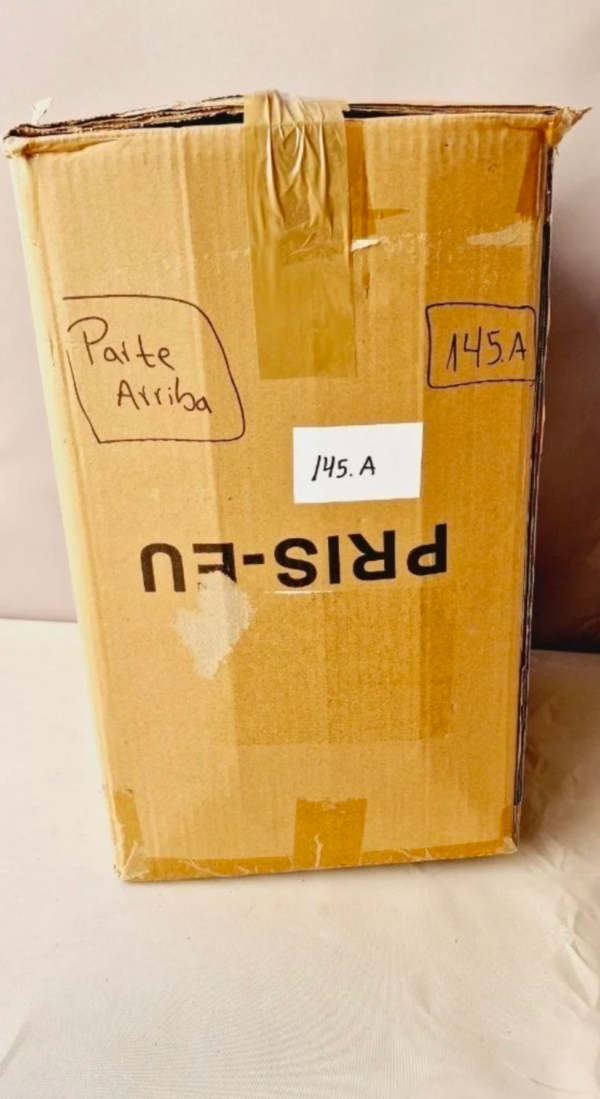 Parte
Arriba
145.A
145. A
PRIS-EU